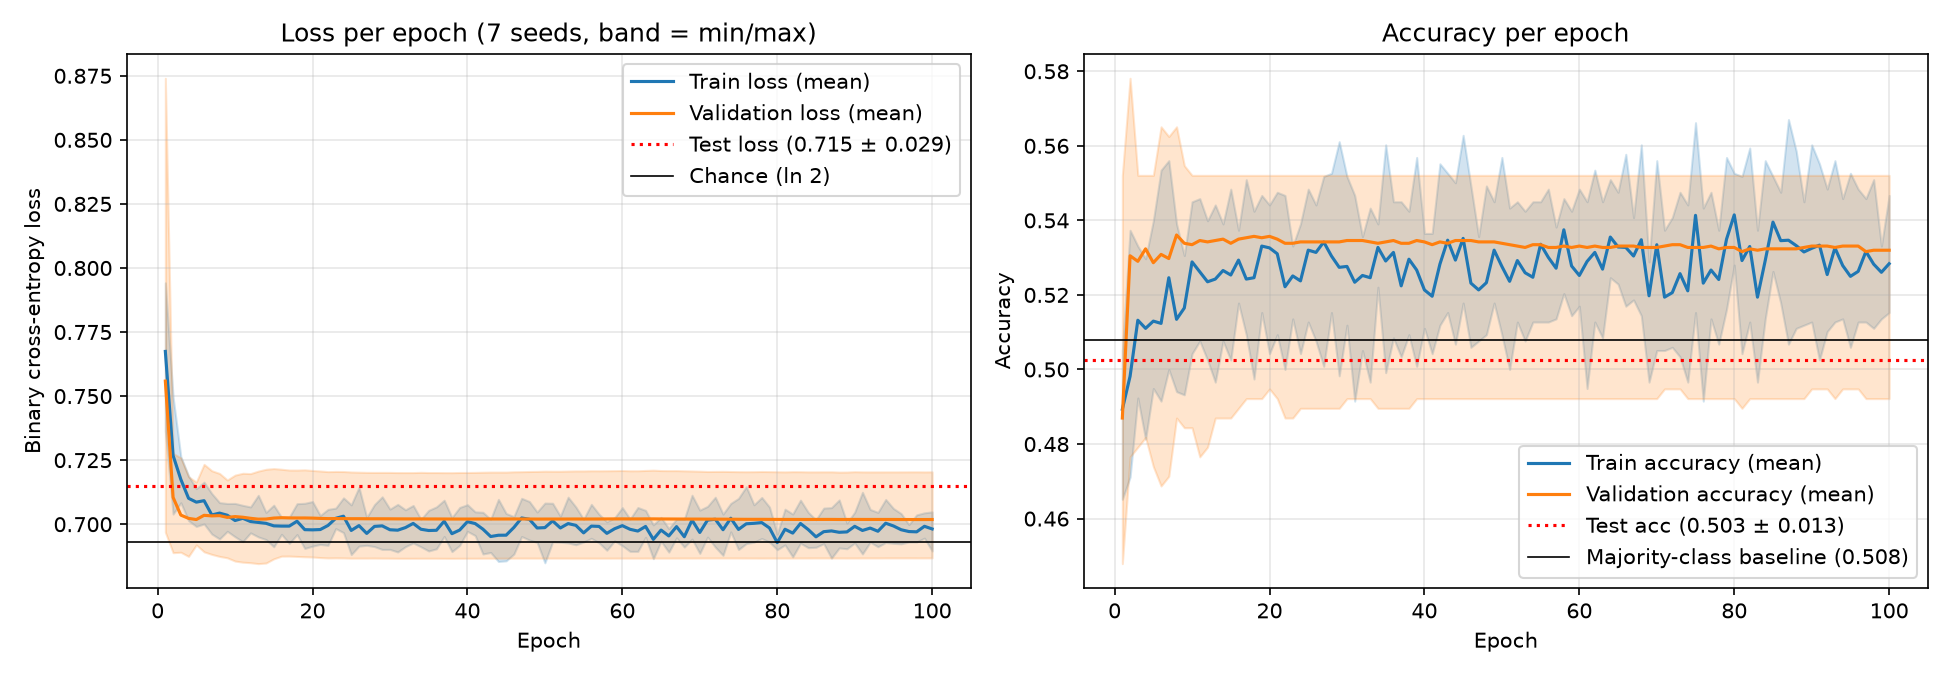 Loss per epoch (7 seeds, band = min/max)
0.875
0.850
0.825
0.800
0.775
0.750
0.725
0.700
Binary cross-entropy loss
Train loss (mean)
Validation loss (mean)
Test loss (0.715 ± 0.029)
Chance (ln 2)
0 20 40 60 80 100
Epoch
Accuracy per epoch
0.58
0.56
0.54
0.52
0.50
0.48
0.46
Accuracy
Train accuracy (mean)
Validation accuracy (mean)
Test acc (0.503 ± 0.013)
Majority-class baseline (0.508)
0 20 40 60 80 100
Epoch